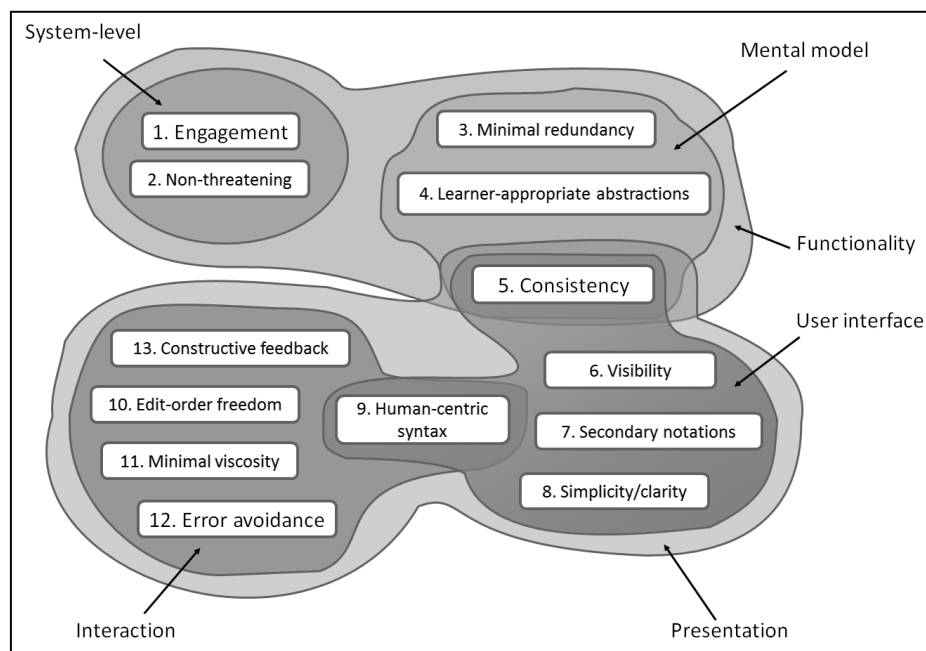 System-level
Mental model
1. Engagement
2. Non-threatening
3. Minimal redundancy
4. Learner-appropriate abstractions
Functionality
5. Consistency
User interface
13. Constructive feedback
6. Visibility
10. Edit-order freedom
9. Human-centric
syntax
7. Secondary notations
11. Minimal viscosity
8. Simplicity/clarity
12. Error avoidance
Interaction
Presentation